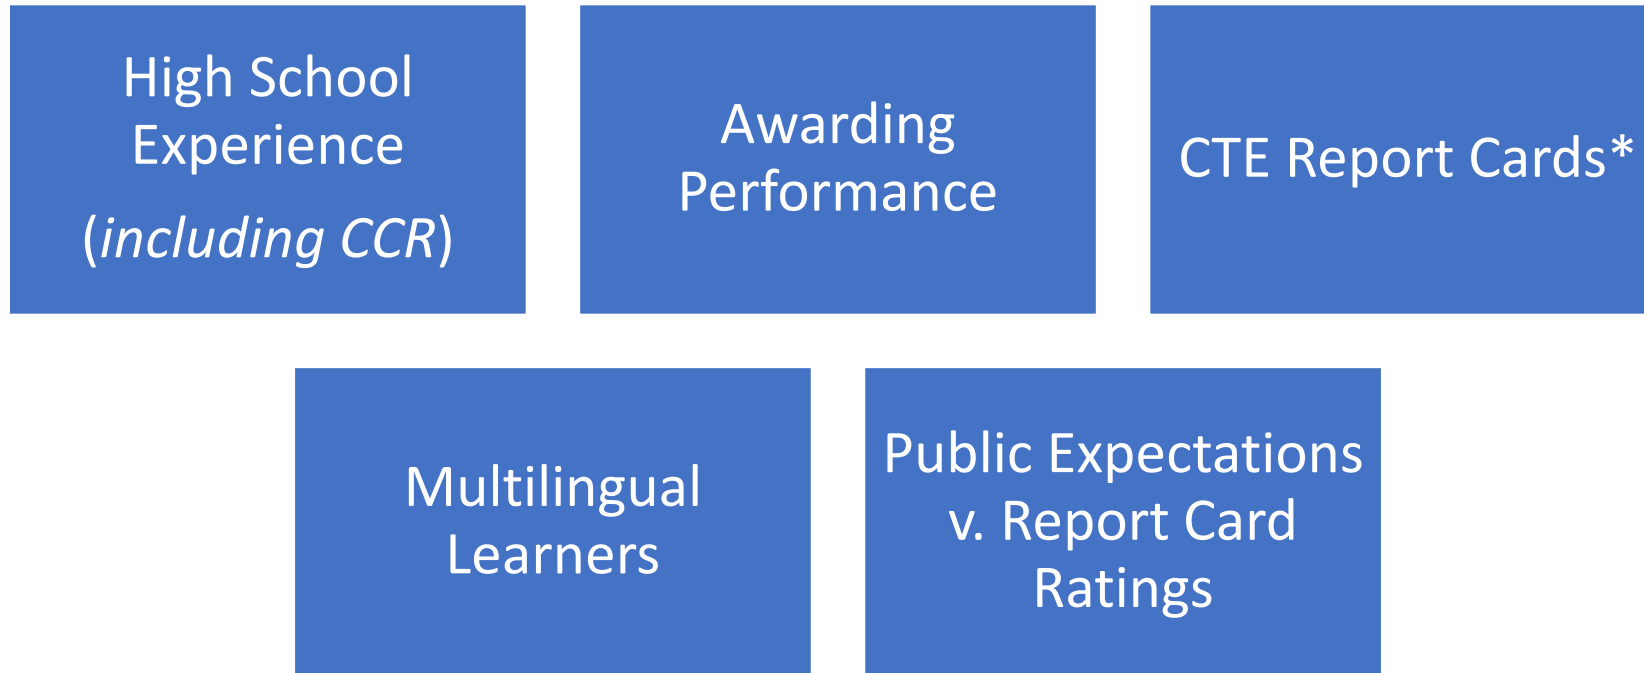 High School
Experience
(including CCR)
Awarding
Performance
CTE Report Cards*
Multilingual
Learners
Public Expectations
v. Report Card
Ratings